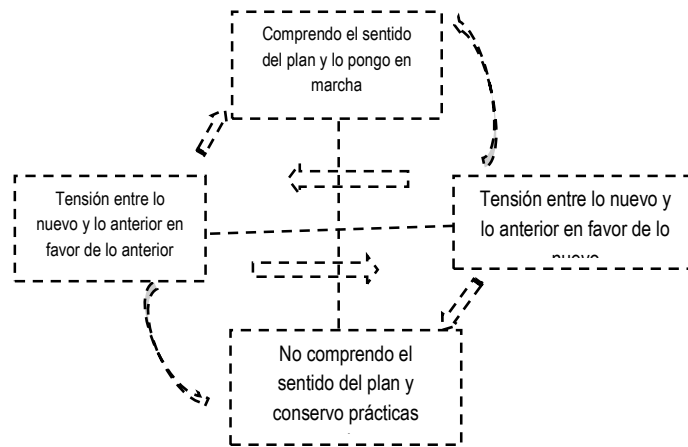 Comprendo el sentido
del plan y lo pongo en
marcha
Tensión entre lo
nuevo y lo anterior en
favor de lo anterior
Tensión entre lo nuevo y
lo anterior en favor de lo
nuevo
No comprendo el
sentido del plan y
conservo prácticas